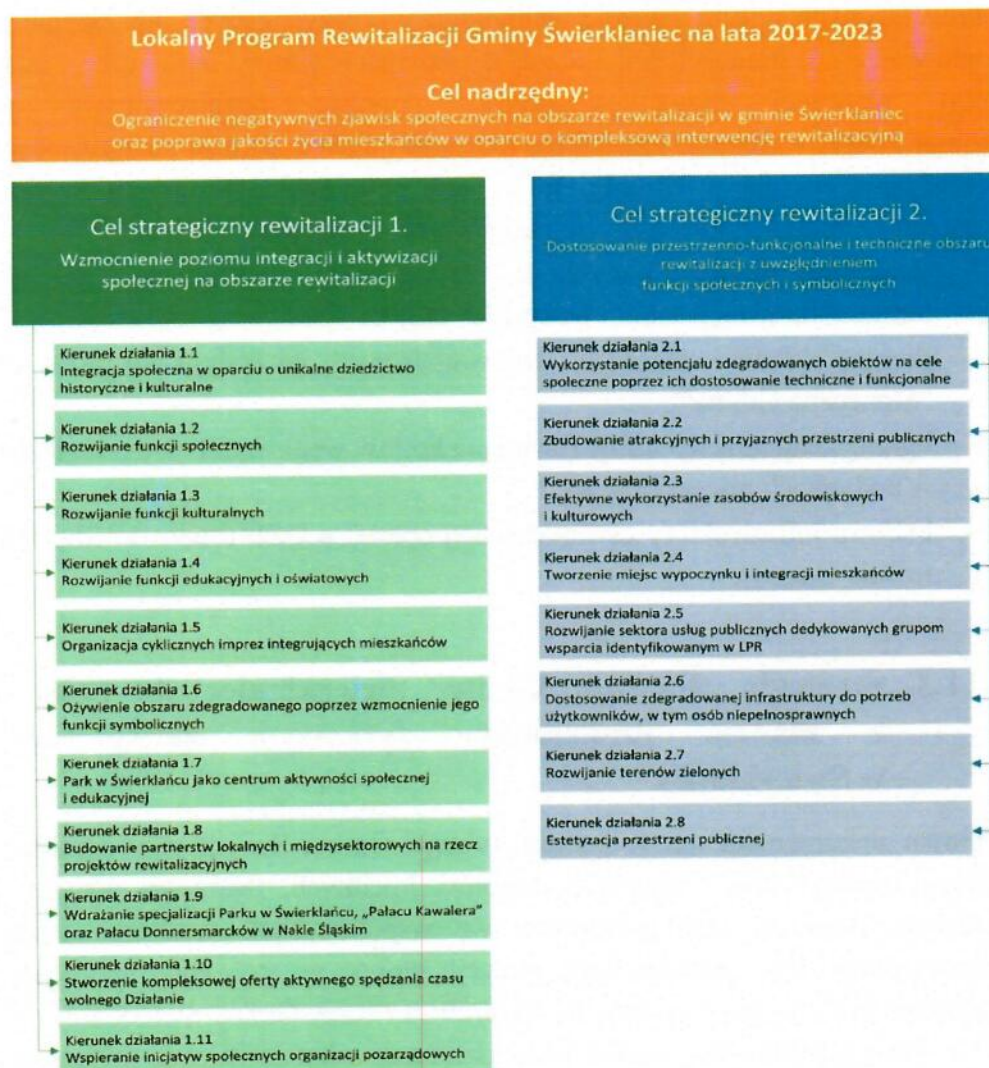 Lokalny Program Rewitalizacji Gminy Świerklaniec na lata 2017-2023
Cel nadrzędny:
Ograniczenie negatywnych zjawisk społecznych na obszarze rewitalizacji w gminie Świerklaniec
oraz poprawa jakości życia mieszkańców w oparciu o kompleksową interwencję rewitalizacyjną
Cel strategiczny rewitalizacji 1.
Wzmocnienie poziomu integracji i aktywizacji
społecznej na obszarze rewitalizacji
Kierunek działania 1.1
Integracja społeczna w oparciu o unikalne dziedzictwo
historyczne i kulturalne
Kierunek działania 1.2
Rozwijanie funkcji społecznych
Kierunek działania 1.3
Rozwijanie funkcji kulturalnych
Kierunek działania 1.4
Rozwijanie funkcji edukacyjnych i oświatowych
Kierunek działania 1.5
Organizacja cyklicznych imprez integrujących mieszkańców
Kierunek działania 1.6
Ożywienie obszaru zdegradowanego poprzez wzmocnienie jego
funkcji symbolicznych
Kierunek działania 1.7
Park w Świerklańcu jako centrum aktywności społecznej
i edukacyjnej
Kierunek działania 1.8
Budowanie partnerstw lokalnych i międzysektorowych na rzecz
projektów rewitalizacyjnych
Kierunek działania 1.9
Wdrażanie specjalizacji Parku w Świerklańcu, „Pałacu Kawalera”
oraz Pałacu Donnersmarcków w Nakle Śląskim
Kierunek działania 1.10
Stworzenie kompleksowej oferty aktywnego spędzania czasu
wolnego Działanie
Kierunek działania 1.11
Wspieranie inicjatyw społecznych organizacji pozarządowych
Cel strategiczny rewitalizacji 2.
Dostosowanie przestrzenno-funkcjonalne i techniczne obszaru
rewitalizacji z uwzględnieniem
funkcji społecznych i symbolicznych
Kierunek działania 2.1
Wykorzystanie potencjału zdegradowanych obiektów na cele
społeczne poprzez ich dostosowanie techniczne i funkcjonalne
Kierunek działania 2.2
Zbudowanie atrakcyjnych i przyjaznych przestrzeni publicznych
Kierunek działania 2.3
Efektywne wykorzystanie zasobów środowiskowych
i kulturowych
Kierunek działania 2.4
Tworzenie miejsc wypoczynku i integracji mieszkańców
Kierunek działania 2.5
Rozwijanie sektora usług publicznych dedykowanych grupom
wsparcia identyfikowanym w LPR
Kierunek działania 2.6
Dostosowanie zdegradowanej infrastruktury do potrzeb
użytkowników, w tym osób niepełnosprawnych
Kierunek działania 2.7
Rozwijanie terenów zielonych
Kierunek działania 2.8
Estetyzacja przestrzeni publicznej